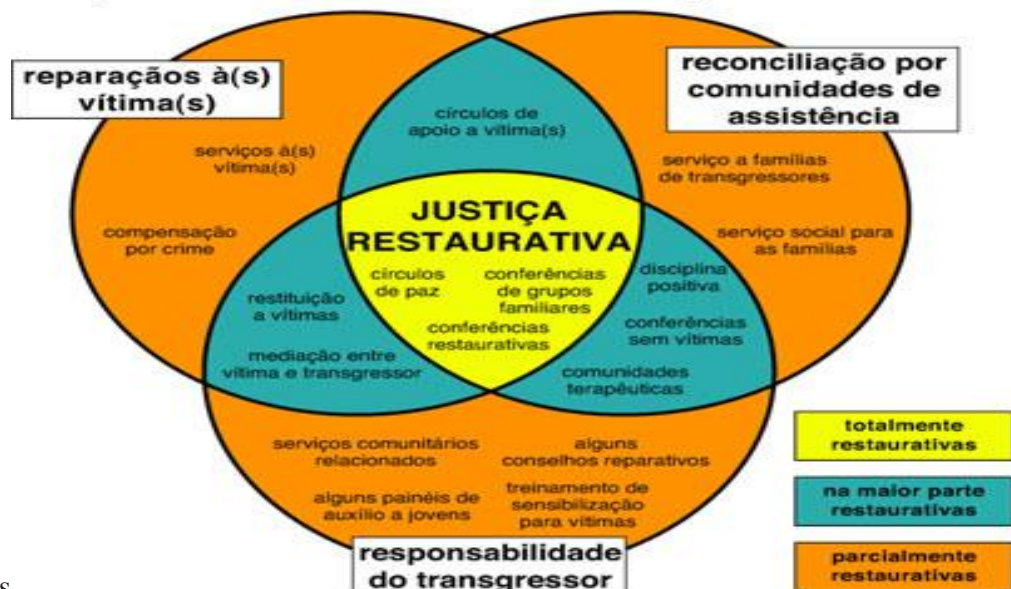 reparaçãos à(s)
vítima(s)
reconciliação por
comunidades de
assistência
círculos de
apoio a vítima(s)
serviços à(s)
vítima(s)
serviço a famílias
de transgressores
compensação
por crime
JUSTIÇA
RESTAURATIVA
serviço social para
as famílias
círculos
de paz
conferências
de grupos
familiares
conferências
restaurativas
restituição
a vítimas
mediação entre
vítima e transgressor
disciplina
positiva
conferências
sem vítimas
comunidades
terapêuticas
serviços comunitários
relacionados
alguns
conselhos reparativos
alguns painéis de
auxílio a jovens
treinamento de
sensibilização
para vítimas
responsabilidade
do transgressor
totalmente
restaurativas
na maior parte
restaurativas
parcialmente
restaurativas
s